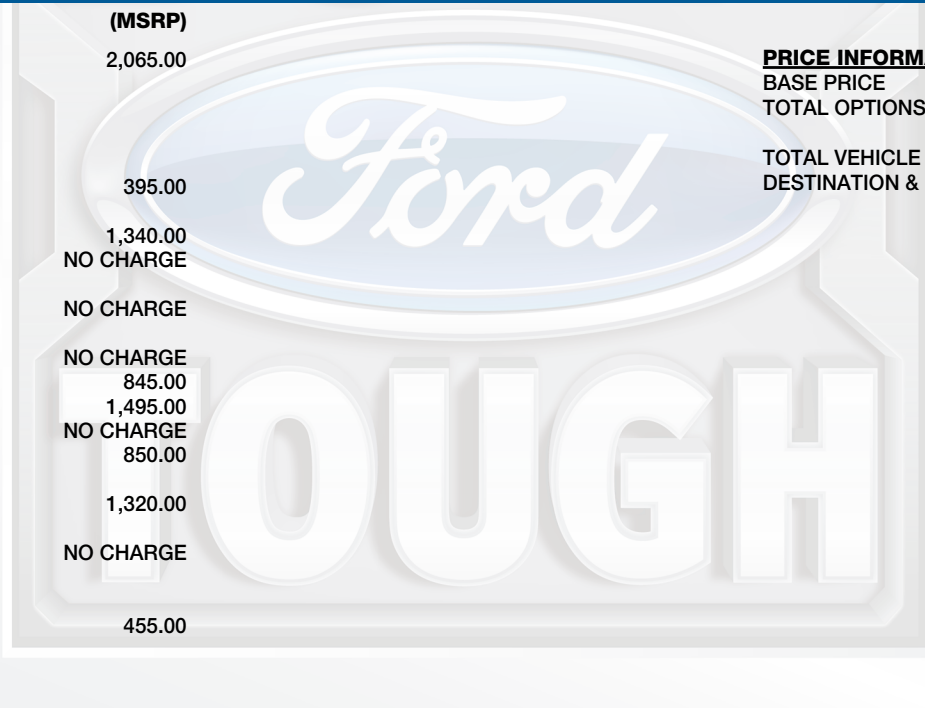 (MSRP)
2,065.00
395.00
1,340.00
NO CHARGE
NO CHARGE
NO CHARGE
845.00
1,495.00
NO CHARGE
850.00
1,320.00
NO CHARGE
455.00
PRICE INFORMA
BASE PRICE
TOTAL OPTIONS
TOTAL VEHICLE
DESTINATION &
Ford
TOUGH